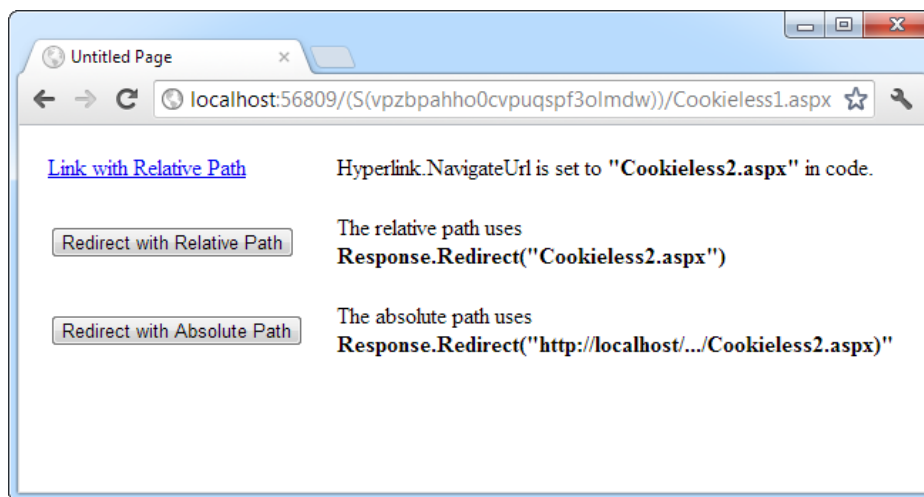 Untitled Page
localhost:56809/(S(vpzbpahho0cvpuqspf3olmdw))/Cookieless1.aspx
Link with Relative Path
Hyperlink.NavigateUrl is set to "Cookieless2.aspx" in code.
Redirect with Relative Path
The relative path uses
Response.Redirect("Cookieless2.aspx")
Redirect with Absolute Path
The absolute path uses
Response.Redirect("http://localhost/.../Cookieless2.aspx)"